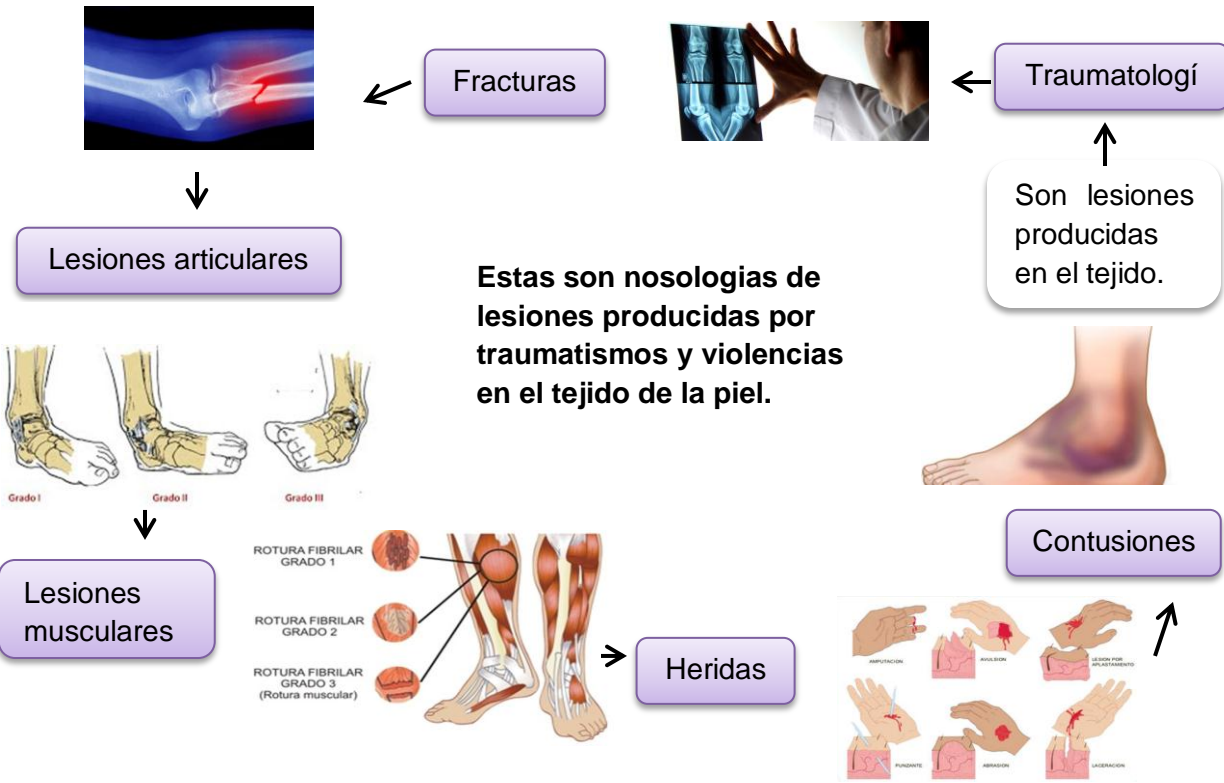 Fracturas
Traumatologí
Son lesiones
producidas
en el tejido.
Lesiones articulares
Estas son nosologias de
lesiones producidas por
traumatismos y violencias
en el tejido de la piel.
Grado I
Grado II
Grado III
Contusiones
Lesiones
musculares
ROTURA FIBRILAR
GRADO 1
ROTURA FIBRILAR
GRADO 2
ROTURA FIBRILAR
GRADO 3
(Rotura muscular)
Heridas
AMPUTACION
AVULSION
LESION POR
APLASTAMIENTO
PUNZANTE
ABRASION
LACERACION